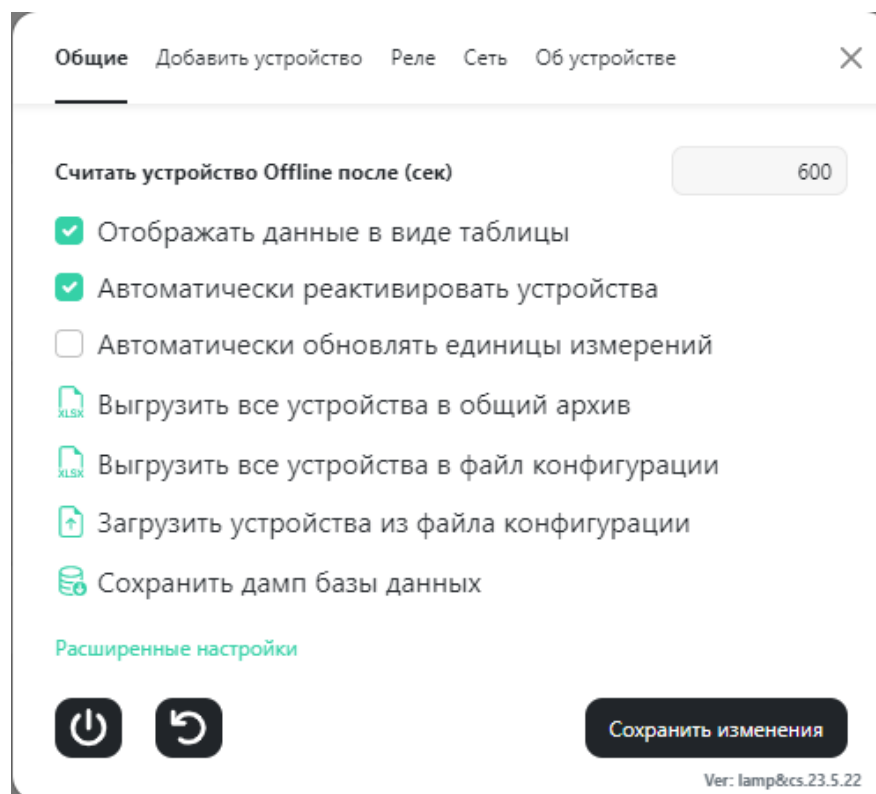 Общие Добавить устройство Реле Сеть Об устройстве
Считать устройство Offline после (сек) 600
Отображать данные в виде таблицы
Автоматически реактивировать устройства
Автоматически обновлять единицы измерений
XLSX Выгрузить все устройства в общий архив
XLSX Выгрузить все устройства в файл конфигурации
Загрузить устройства из файла конфигурации
Сохранить дамп базы данных
Расширенные настройки
Сохранить изменения
Ver: lamp&cs.23.5.22